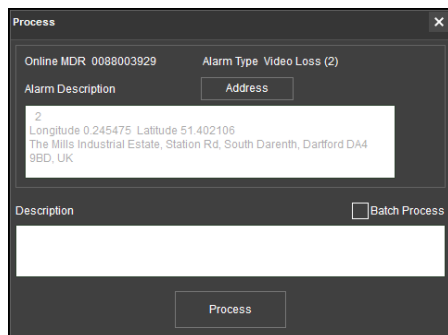 Process
Online MDR 0088003929 Alarm Type Video Loss (2)
Alarm Description Address
2
Longitude 0.245475 Latitude 51.402106
The Mills Industrial Estate, Station Rd, South Darenth, Dartford DA4
9BD, UK
Description Batch Process
Process